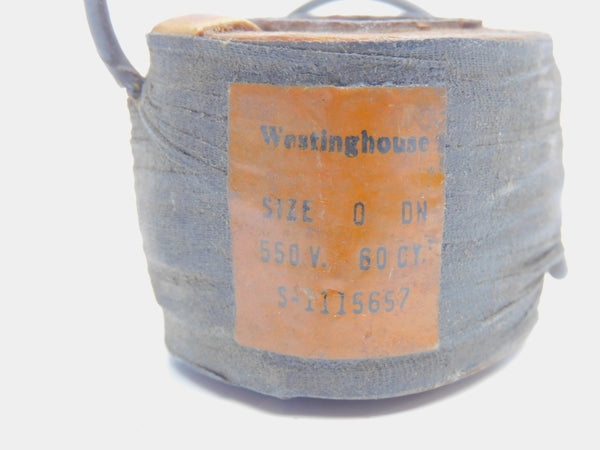 Westinghouse
SIZE 0 DN
550 V. 60 CY.
S-1115657